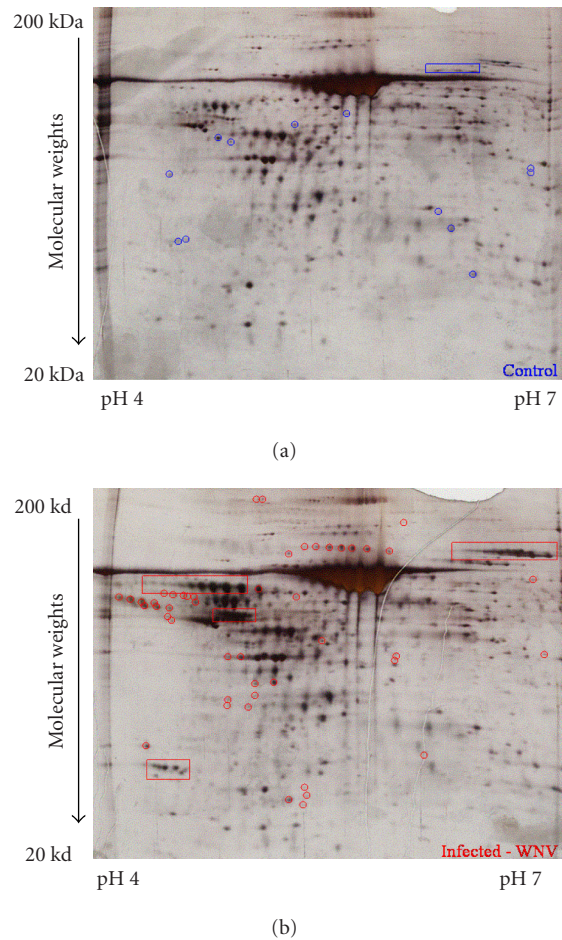 200 kDa
Molecular weights
20 kDa
Control
pH 4
pH 7
(a)
200 kd
Molecular weights
20 kd
Infected - WNV
pH 4
pH 7
(b)